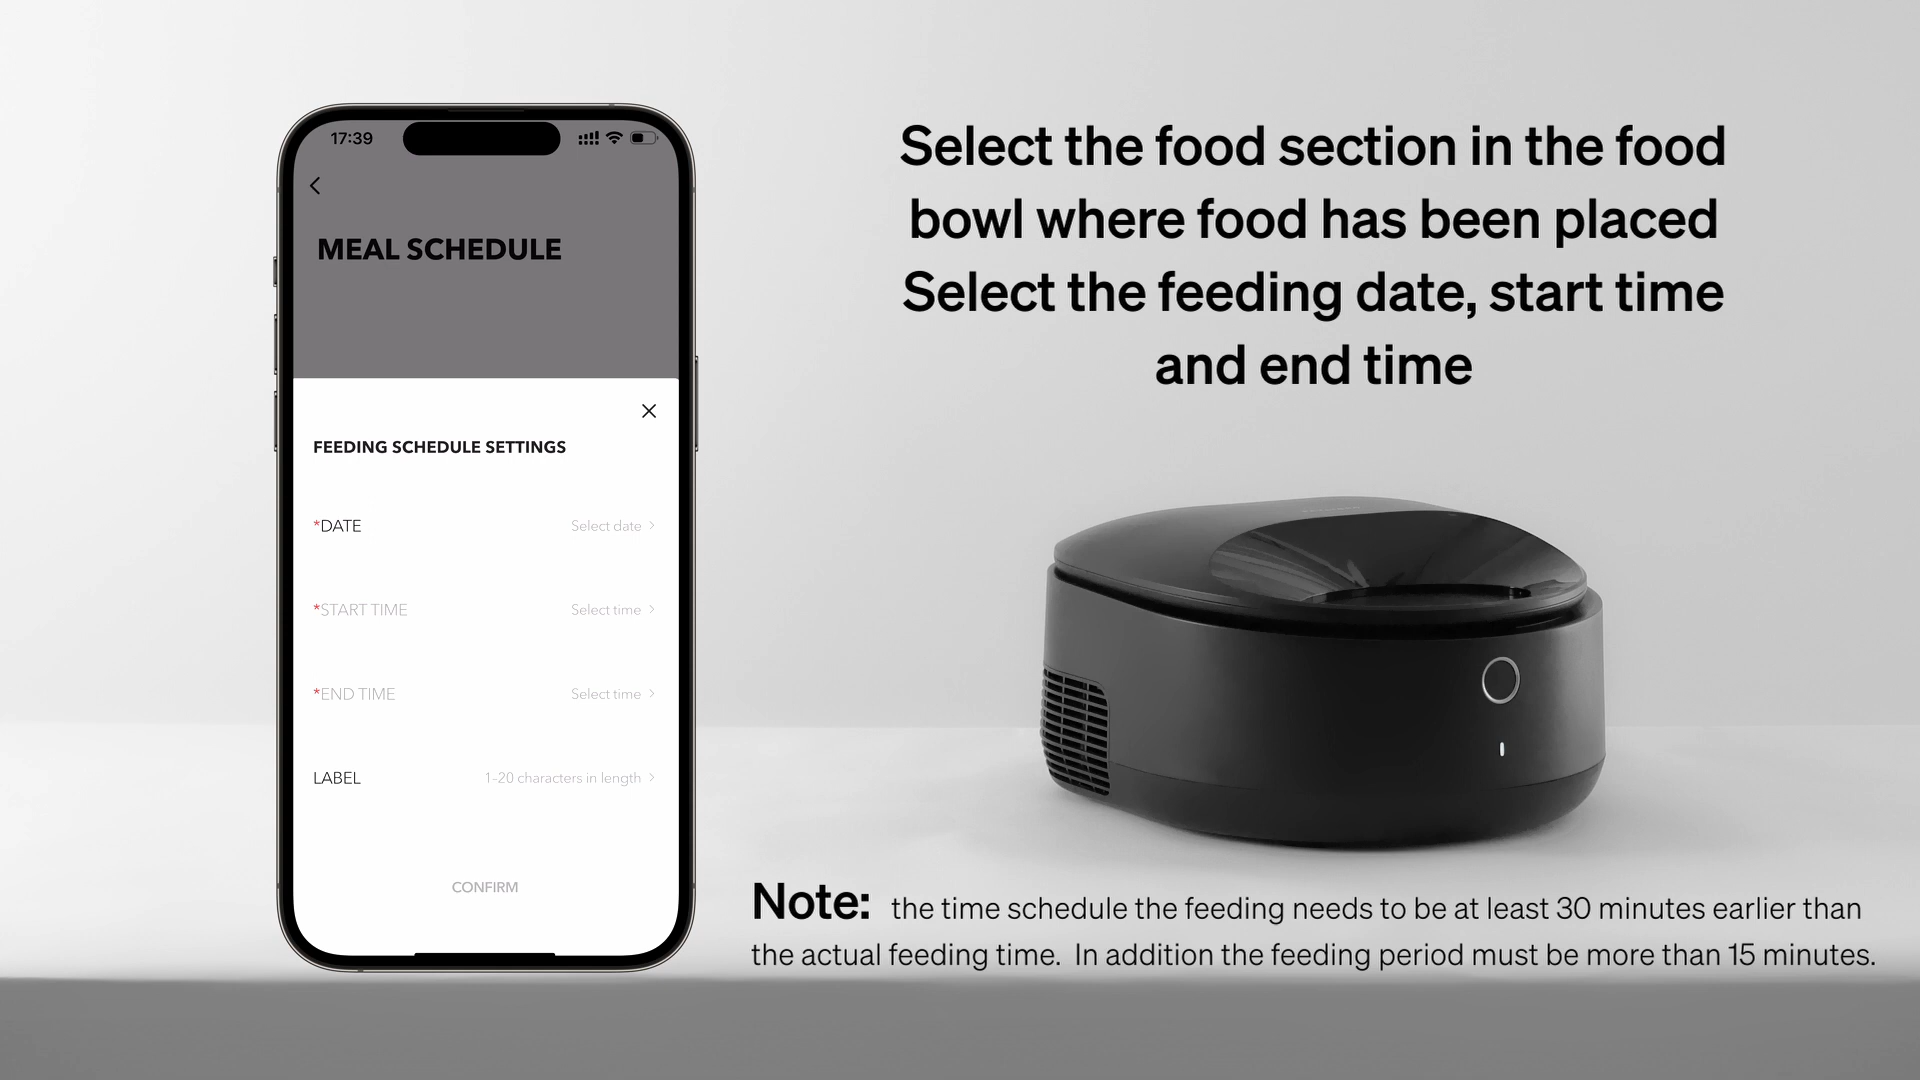 17:39
MEAL SCHEDULE
FEEDING SCHEDULE SETTINGS
*DATE Select date
*START TIME Select time
*END TIME Select time
LABEL 1-20 characters in length
CONFIRM
Select the food section in the food
bowl where food has been placed
Select the feeding date, start time
and end time
Note: the time schedule the feeding needs to be at least 30 minutes earlier than
the actual feeding time. In addition the feeding period must be more than 15 minutes.